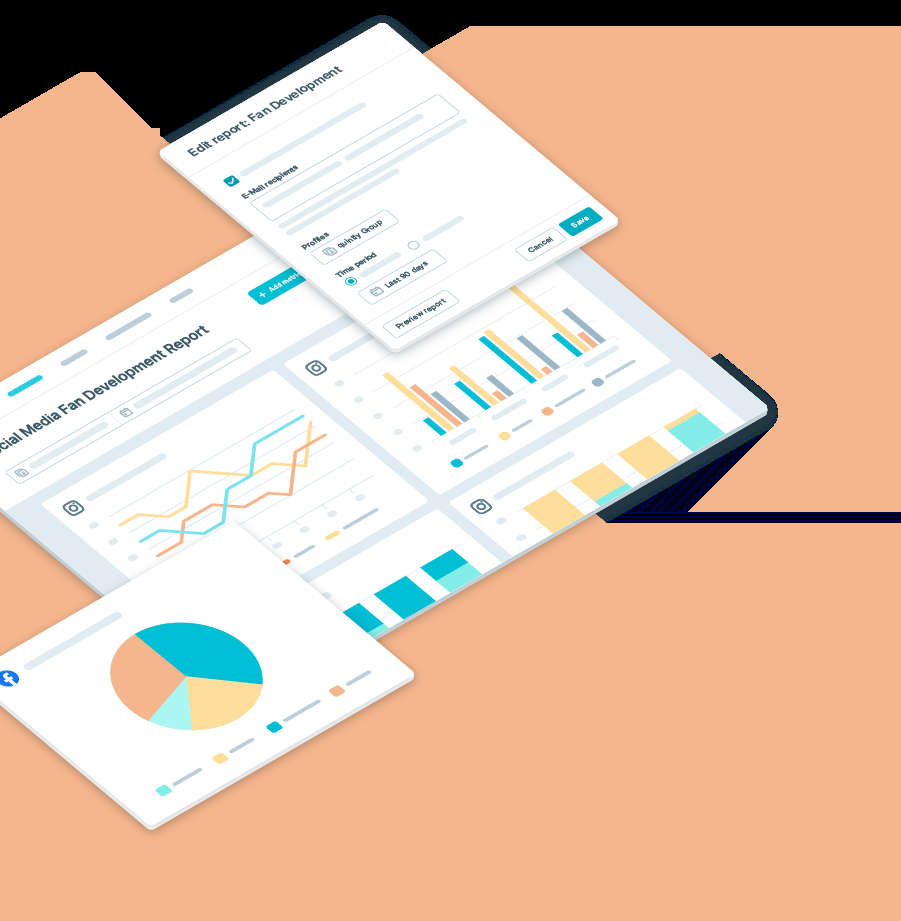 Edit report: Fan Development
E-Mail recipients
Profiles
quintly Group
Time period
Last 90 days
Cancel
Save
Preview report
+ Add metri
cial Media Fan Development Report